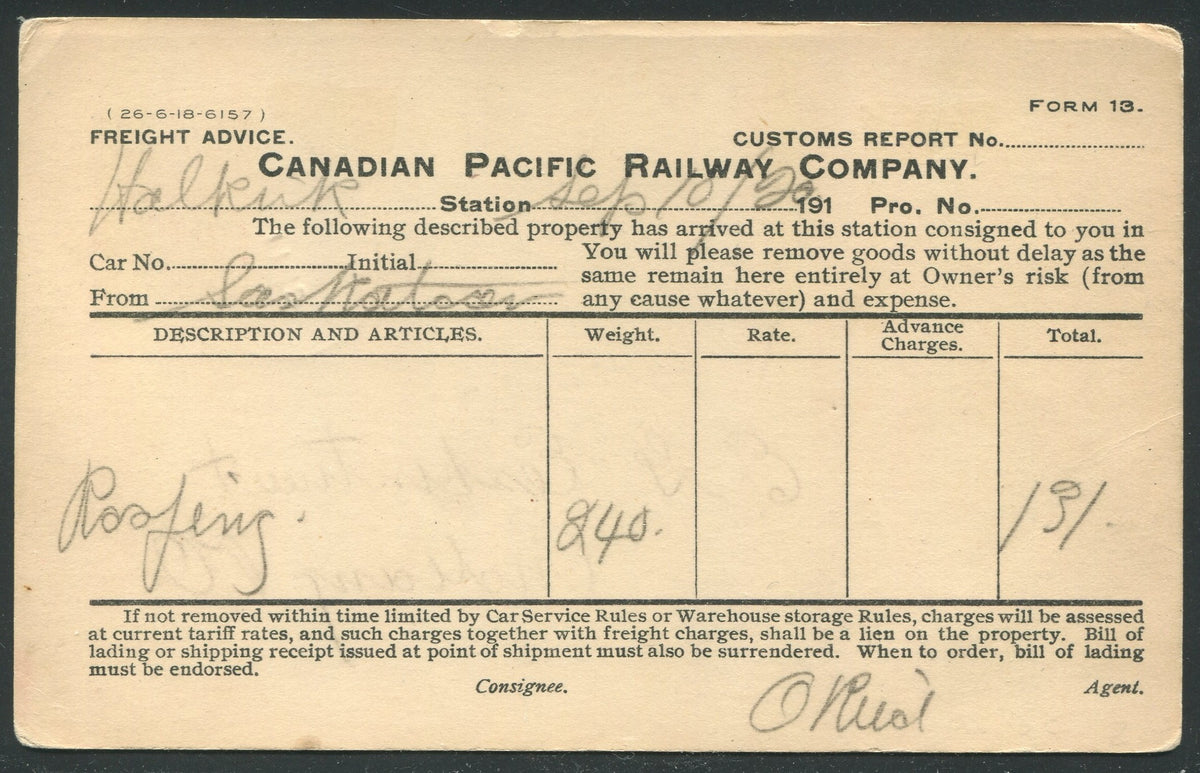 ( 26-6-18-6157 )
FORM 13.
FREIGHT ADVICE.
CUSTOMS REPORT No.
CANADIAN PACIFIC RAILWAY COMPANY.
Halkirk Station Sep 10/20 191 Pro. No.
The following described property has arrived at this station consigned to you in
Car No. Initial
From Saskatoon
You will please remove goods without delay as the
same remain here entirely at Owner's risk (from
any cause whatever) and expense.
DESCRIPTION AND ARTICLES. Weight. Rate. Advance Charges. Total.
Roofeing. 240. 131.
If not removed within time limited by Car Service Rules or Warehouse storage Rules, charges will be assessed
at current tariff rates, and such charges together with freight charges, shall be a lien on the property. Bill of
lading or shipping receipt issued at point of shipment must also be surrendered. When to order, bill of lading
must be endorsed.
Consignee. Agent.